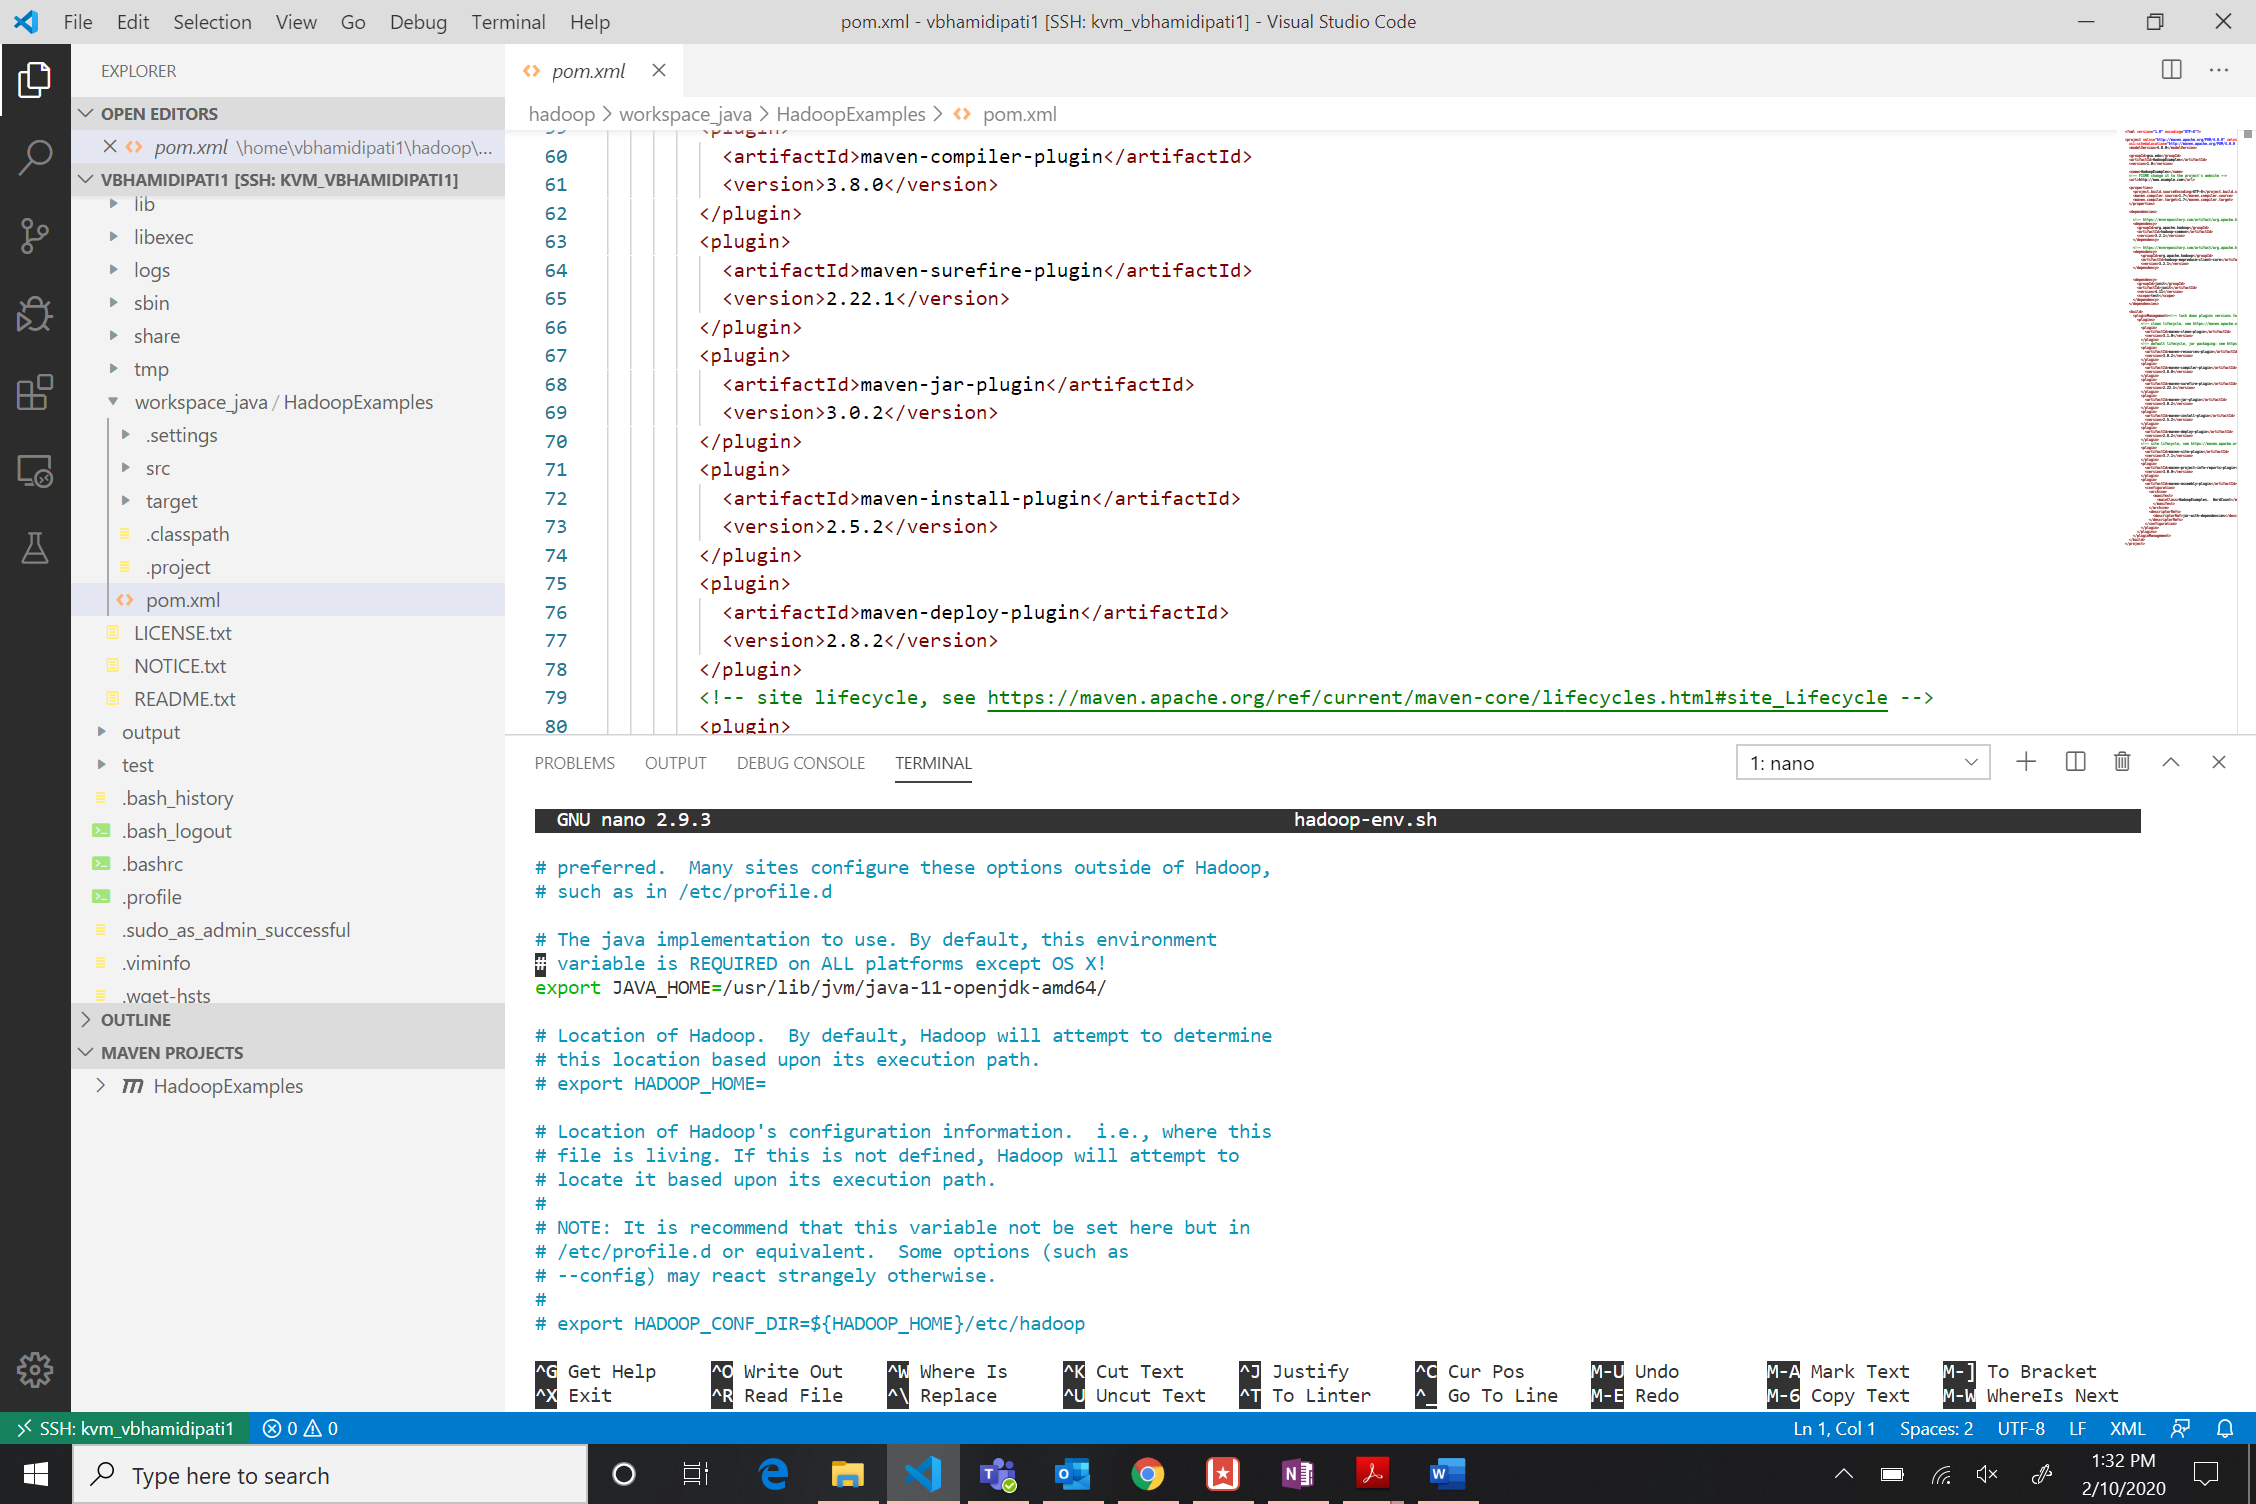 File Edit Selection View Go Debug Terminal Help
pom.xml - vbhamidipati1 [SSH: kvm_vbhamidipati1] - Visual Studio Code
EXPLORER
OPEN EDITORS
pom.xml \home\vbhamidipati1\hadoop\...
VBHAMIDIPATI1 [SSH: KVM_VBHAMIDIPATI1]
lib
libexec
logs
sbin
share
tmp
workspace_java / HadoopExamples
.settings
src
target
.classpath
.project
pom.xml
LICENSE.txt
NOTICE.txt
README.txt
output
test
.bash_history
.bash_logout
.bashrc
.profile
.sudo_as_admin_successful
.viminfo
.wget-hsts
OUTLINE
MAVEN PROJECTS
HadoopExamples
pom.xml
hadoop > workspace_java > HadoopExamples > pom.xml
59 <plugin>
60 <artifactId>maven-compiler-plugin</artifactId>
61 <version>3.8.0</version>
62 </plugin>
63 <plugin>
64 <artifactId>maven-surefire-plugin</artifactId>
65 <version>2.22.1</version>
66 </plugin>
67 <plugin>
68 <artifactId>maven-jar-plugin</artifactId>
69 <version>3.0.2</version>
70 </plugin>
71 <plugin>
72 <artifactId>maven-install-plugin</artifactId>
73 <version>2.5.2</version>
74 </plugin>
75 <plugin>
76 <artifactId>maven-deploy-plugin</artifactId>
77 <version>2.8.2</version>
78 </plugin>
79 <!-- site lifecycle, see https://maven.apache.org/ref/current/maven-core/lifecycles.html#site_Lifecycle -->
80 <plugin>
PROBLEMS OUTPUT DEBUG CONSOLE TERMINAL
1: nano
GNU nano 2.9.3 hadoop-env.sh
# preferred.  Many sites configure these options outside of Hadoop,
# such as in /etc/profile.d
# The java implementation to use. By default, this environment
# variable is REQUIRED on ALL platforms except OS X!
export JAVA_HOME=/usr/lib/jvm/java-11-openjdk-amd64/
# Location of Hadoop.  By default, Hadoop will attempt to determine
# this location based upon its execution path.
# export HADOOP_HOME=
# Location of Hadoop's configuration information.  i.e., where this
# file is living. If this is not defined, Hadoop will attempt to
# locate it based upon its execution path.
#
# NOTE: It is recommend that this variable not be set here but in
# /etc/profile.d or equivalent.  Some options (such as
# --config) may react strangely otherwise.
#
# export HADOOP_CONF_DIR=${HADOOP_HOME}/etc/hadoop
^G Get Help ^O Write Out ^W Where Is ^K Cut Text ^J Justify ^C Cur Pos M-U Undo M-A Mark Text M-] To Bracket
^X Exit ^R Read File ^\ Replace ^U Uncut Text ^T To Linter ^_ Go To Line M-E Redo M-6 Copy Text M-W WhereIs Next
SSH: kvm_vbhamidipati1 0 0 Ln 1, Col 1 Spaces: 2 UTF-8 LF XML
Type here to search
1:32 PM
2/10/2020